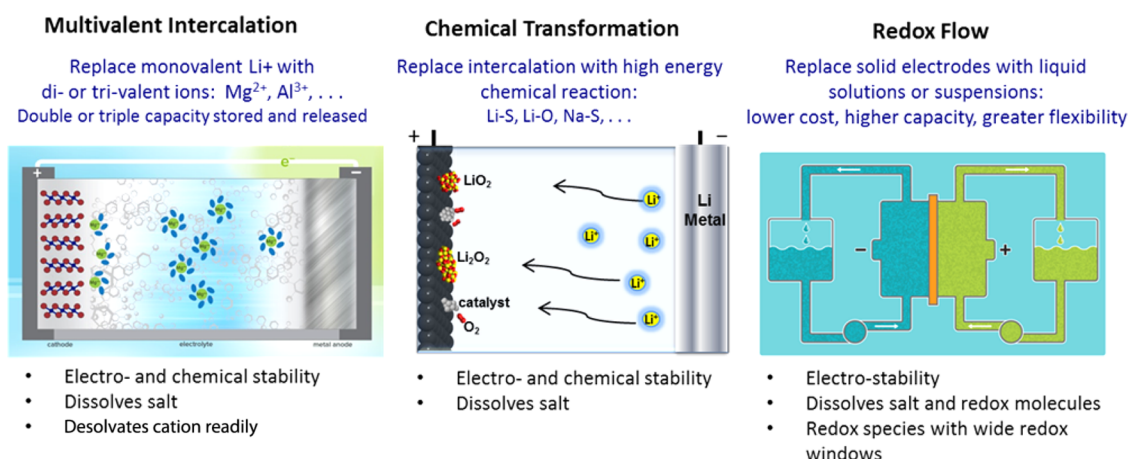 Multivalent Intercalation
Replace monovalent Li+ with
di- or tri-valent ions: Mg2+, Al3+, . . .
Double or triple capacity stored and released
+
e-
−
cathode
electrolyte
metal anode
• Electro- and chemical stability
• Dissolves salt
• Desolvates cation readily
Chemical Transformation
Replace intercalation with high energy
chemical reaction:
Li-S, Li-O, Na-S, . . .
+
−
LiO2
Li+
Li
Metal
Li+
Li+
Li2O2
Li+
catalyst
Li+
O2
• Electro- and chemical stability
• Dissolves salt
Redox Flow
Replace solid electrodes with liquid
solutions or suspensions:
lower cost, higher capacity, greater flexibility
−
+
• Electro-stability
• Dissolves salt and redox molecules
• Redox species with wide redox
windows